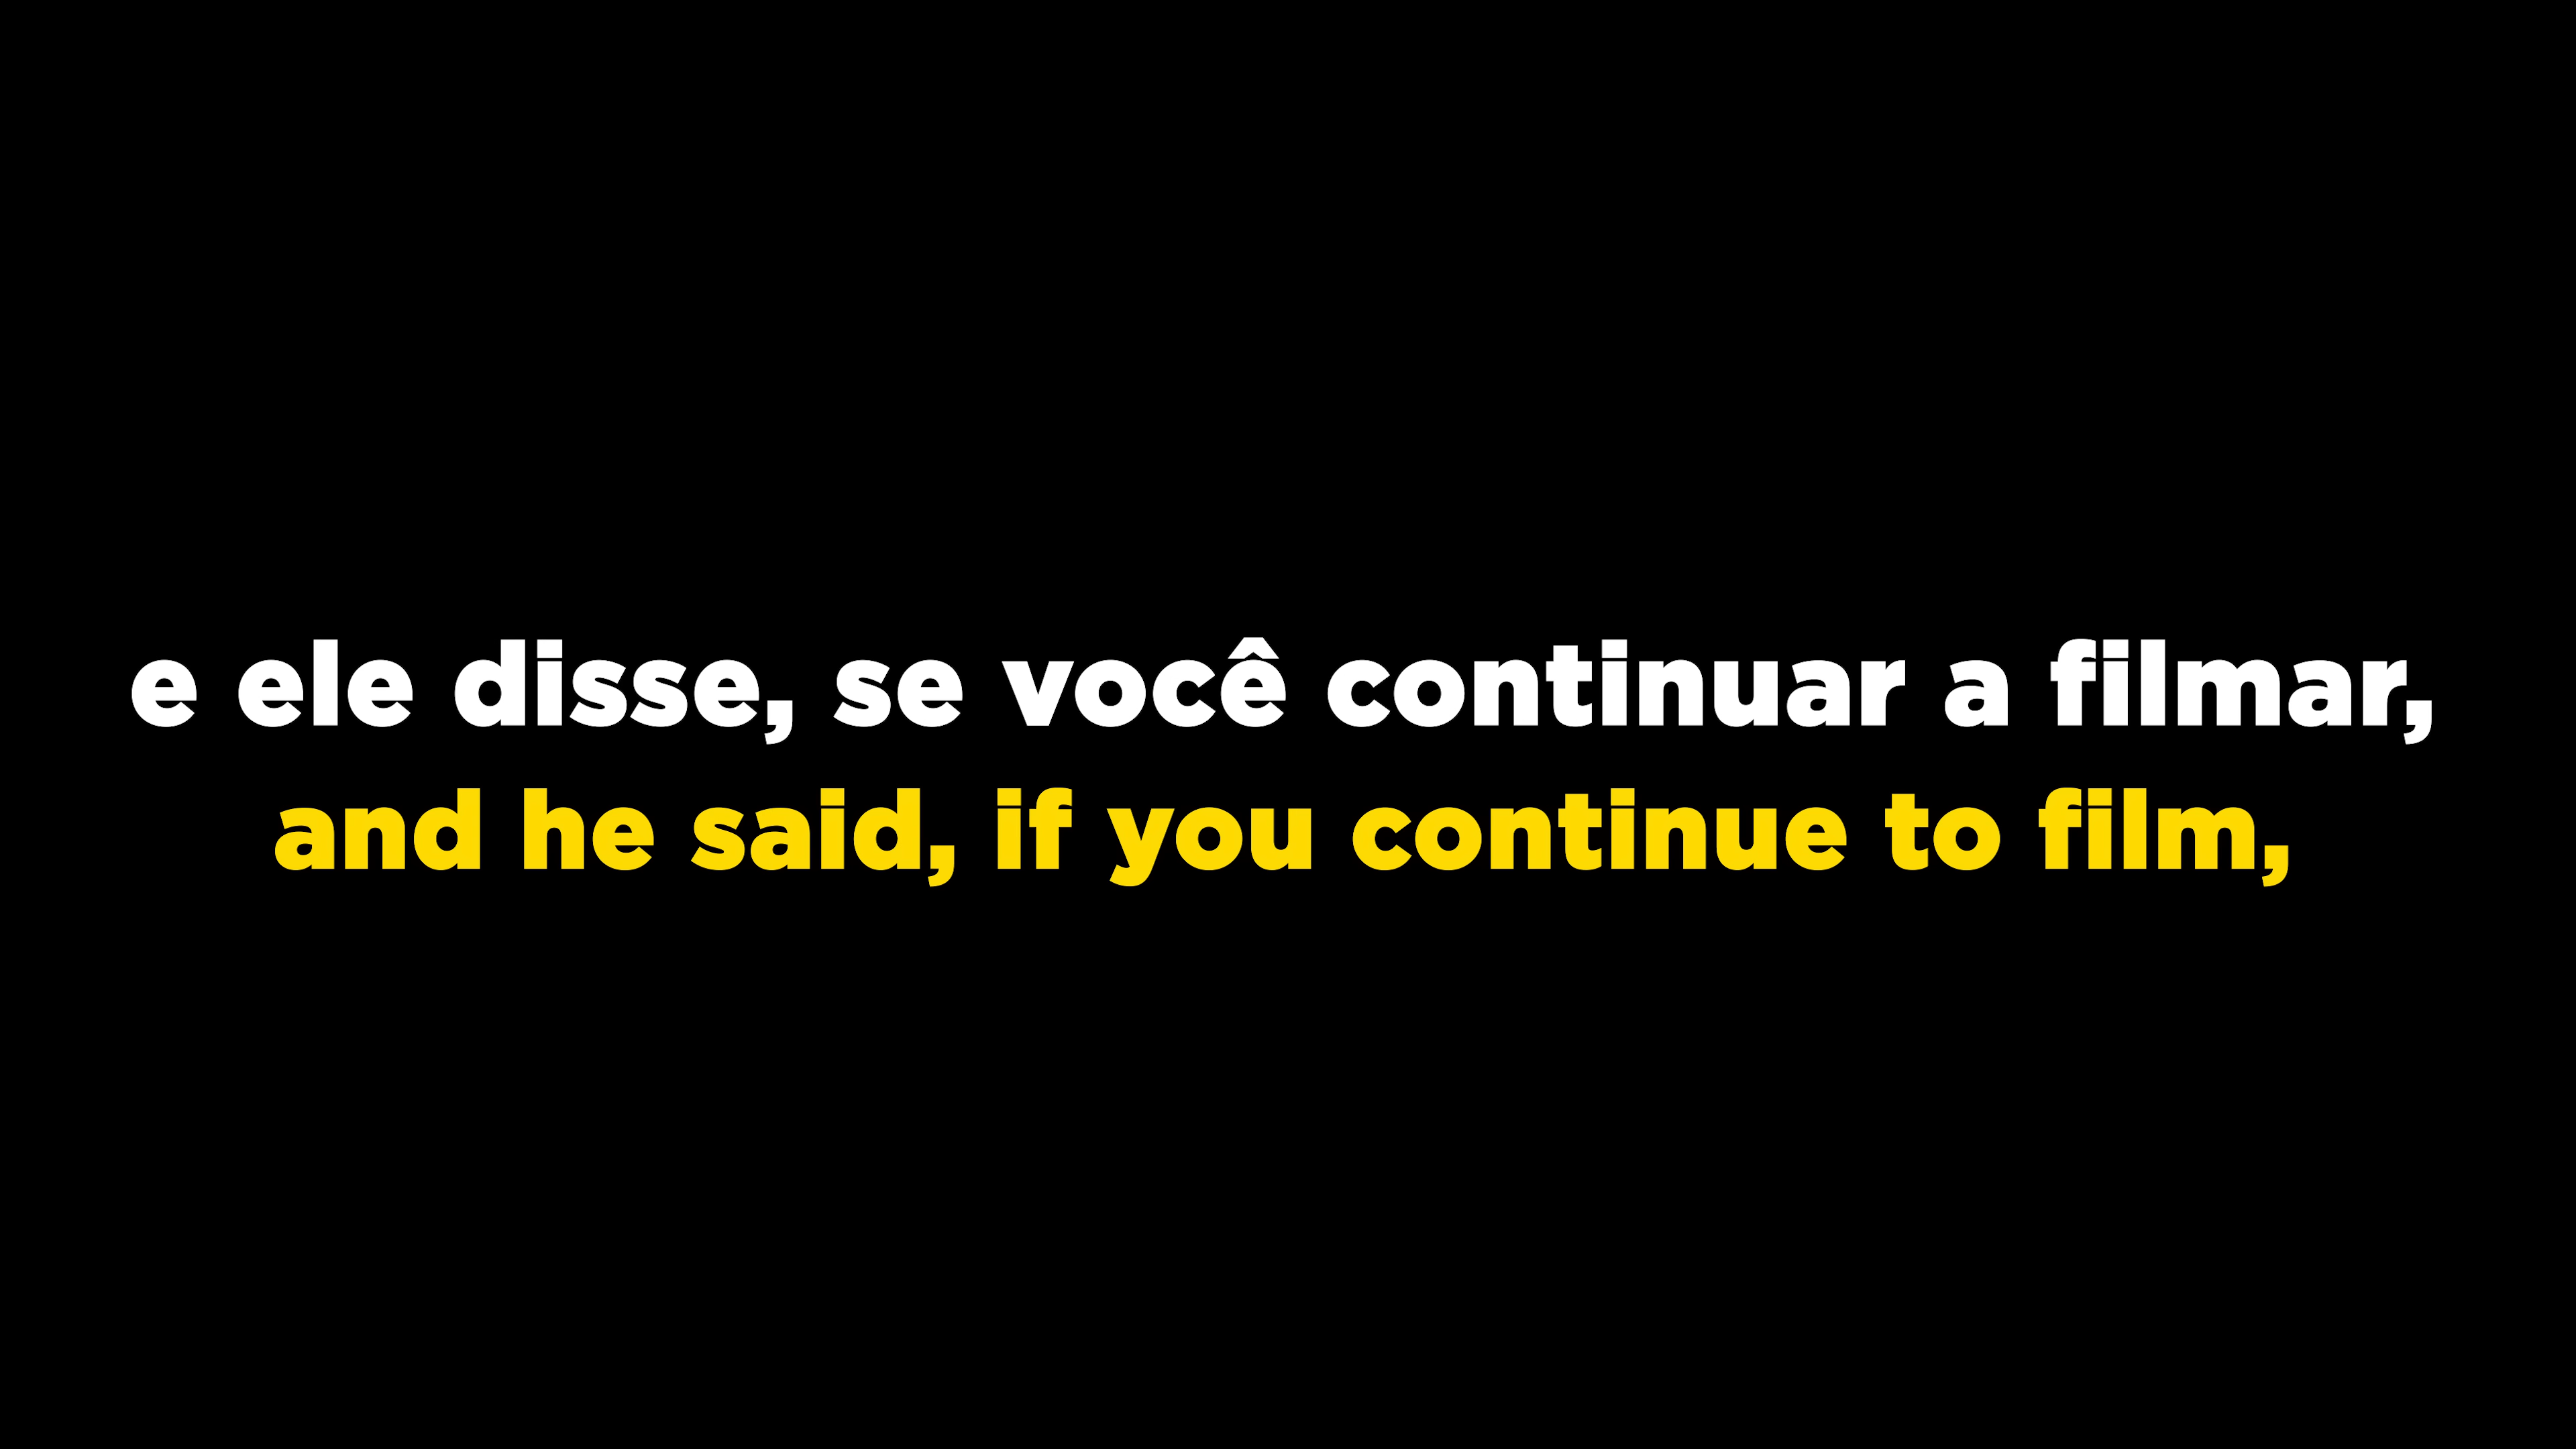 e ele disse, se você continuar a filmar,
and he said, if you continue to film,